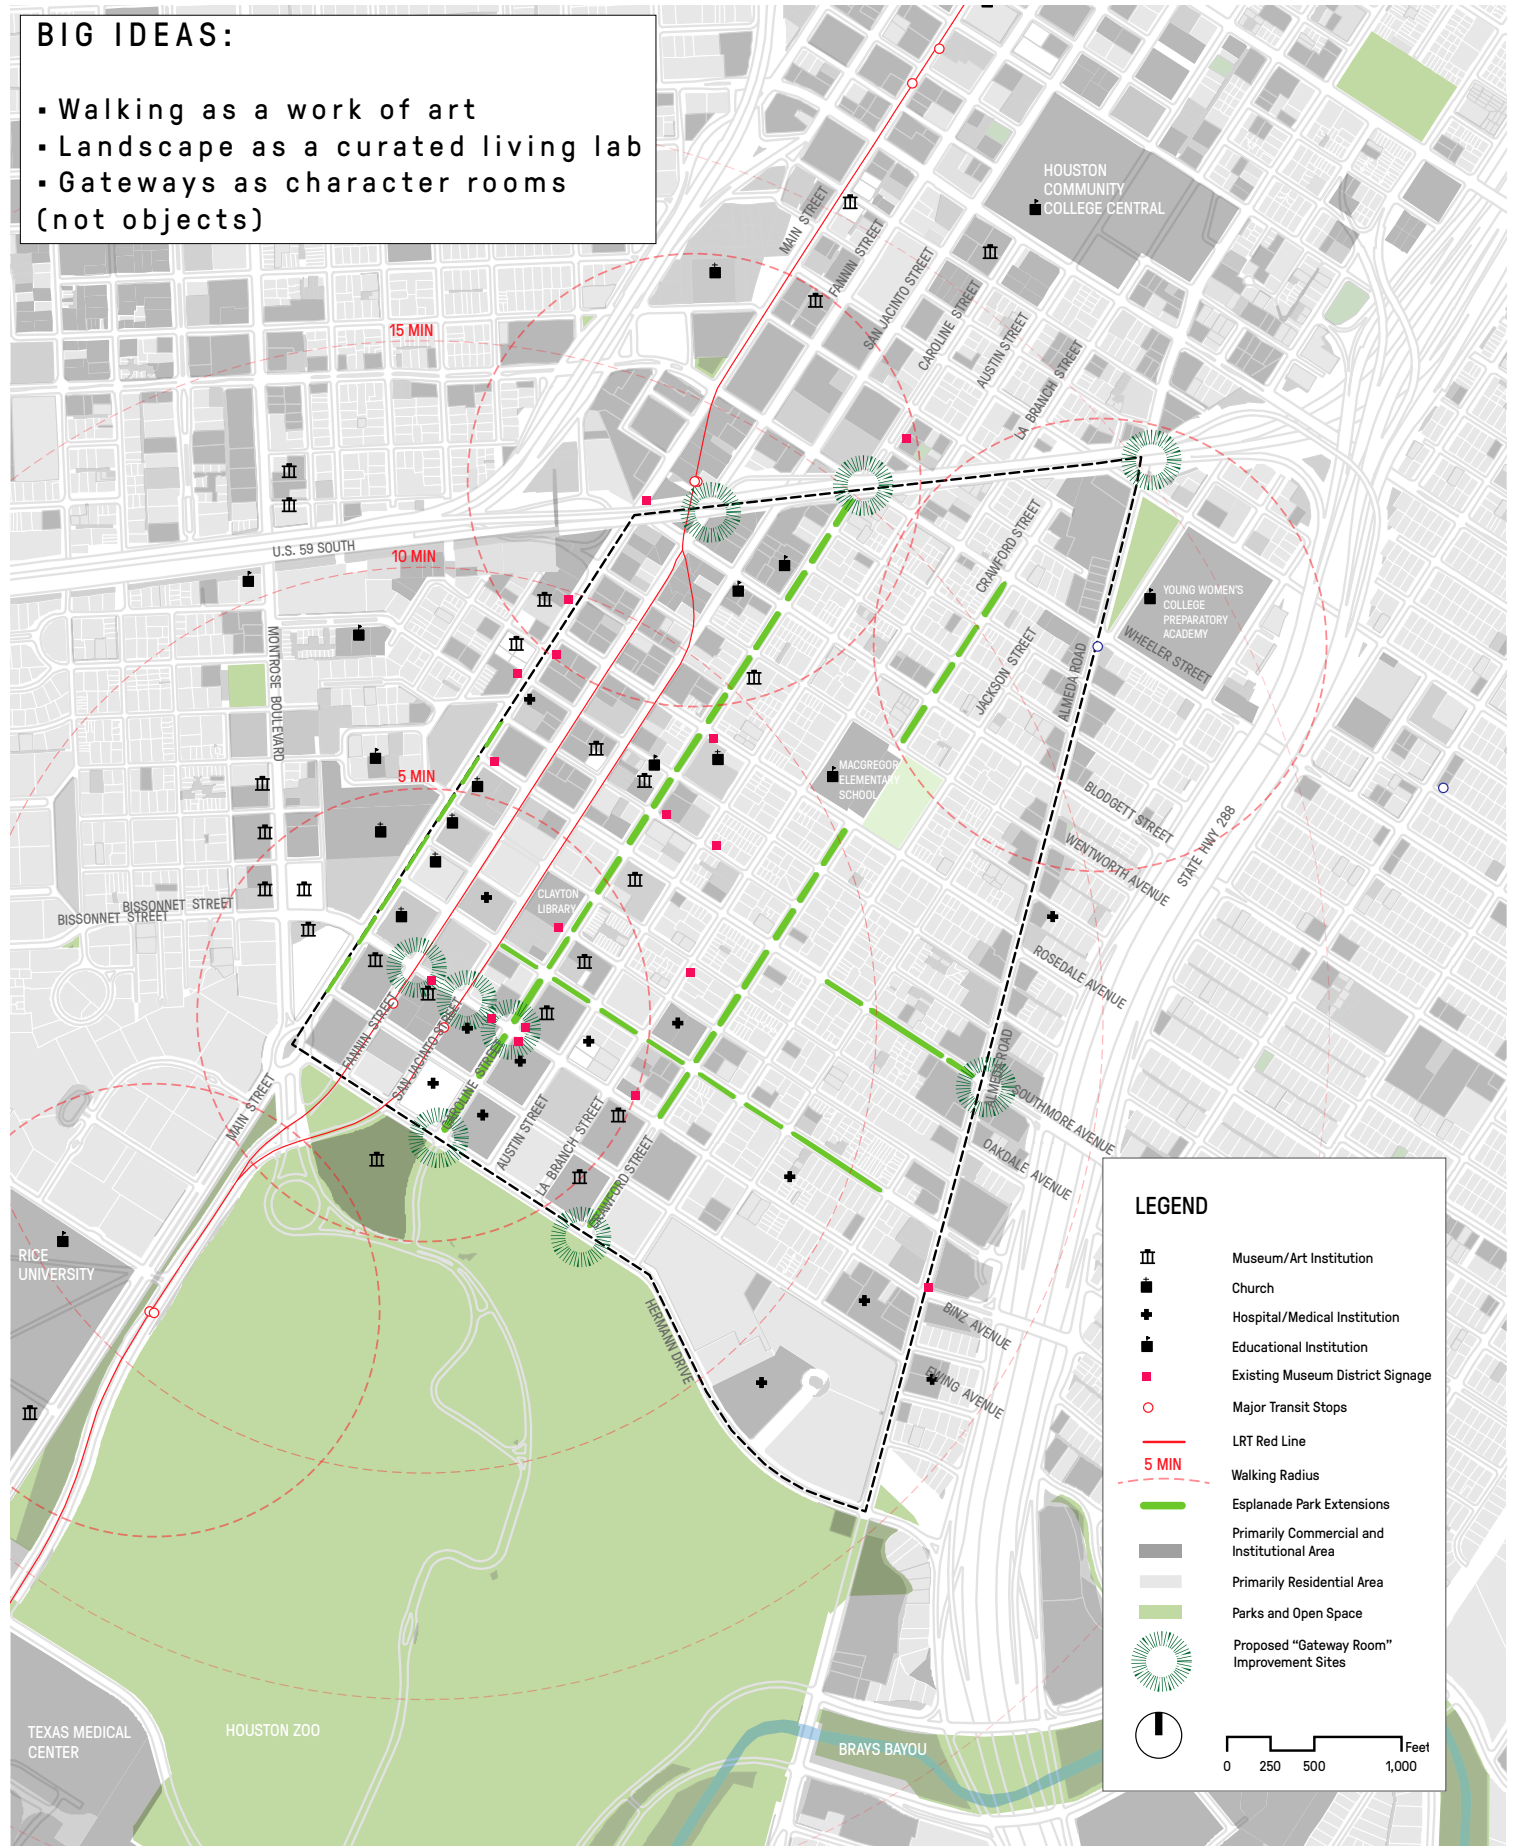 BIG IDEAS:
▪ Walking as a work of art
▪ Landscape as a curated living lab
▪ Gateways as character rooms
(not objects)
HOUSTON
COMMUNITY
COLLEGE CENTRAL
MAIN STREET
FANNIN STREET
SAN JACINTO STREET
CAROLINE STREET
AUSTIN STREET
LA BRANCH STREET
15 MIN
U.S. 59 SOUTH
10 MIN
CRAWFORD STREET
YOUNG WOMEN'S
COLLEGE
PREPARATORY
ACADEMY
WHEELER STREET
MONTROSE BOULEVARD
JACKSON STREET
ALMEDA ROAD
5 MIN
MACGREGOR
ELEMENTARY
SCHOOL
BLODGETT STREET
WENTWORTH AVENUE
STATE HWY 288
CLAYTON
LIBRARY
BISSONNET STREET
BISSONNET STREET
ROSEDALE AVENUE
FANNIN STREET
SAN JACINTO STREET
CAROLINE STREET
ALMEDA ROAD
SOUTHMORE AVENUE
MAIN STREET
AUSTIN STREET
LA BRANCH STREET
CRAWFORD STREET
OAKDALE AVENUE
RICE
UNIVERSITY
HERMANN DRIVE
BINZ AVENUE
EWING AVENUE
TEXAS MEDICAL
CENTER
HOUSTON ZOO
BRAYS BAYOU
LEGEND
Museum/Art Institution
Church
Hospital/Medical Institution
Educational Institution
Existing Museum District Signage
Major Transit Stops
LRT Red Line
5 MIN
Walking Radius
Esplanade Park Extensions
Primarily Commercial and
Institutional Area
Primarily Residential Area
Parks and Open Space
Proposed “Gateway Room”
Improvement Sites
Feet
0 250 500 1,000